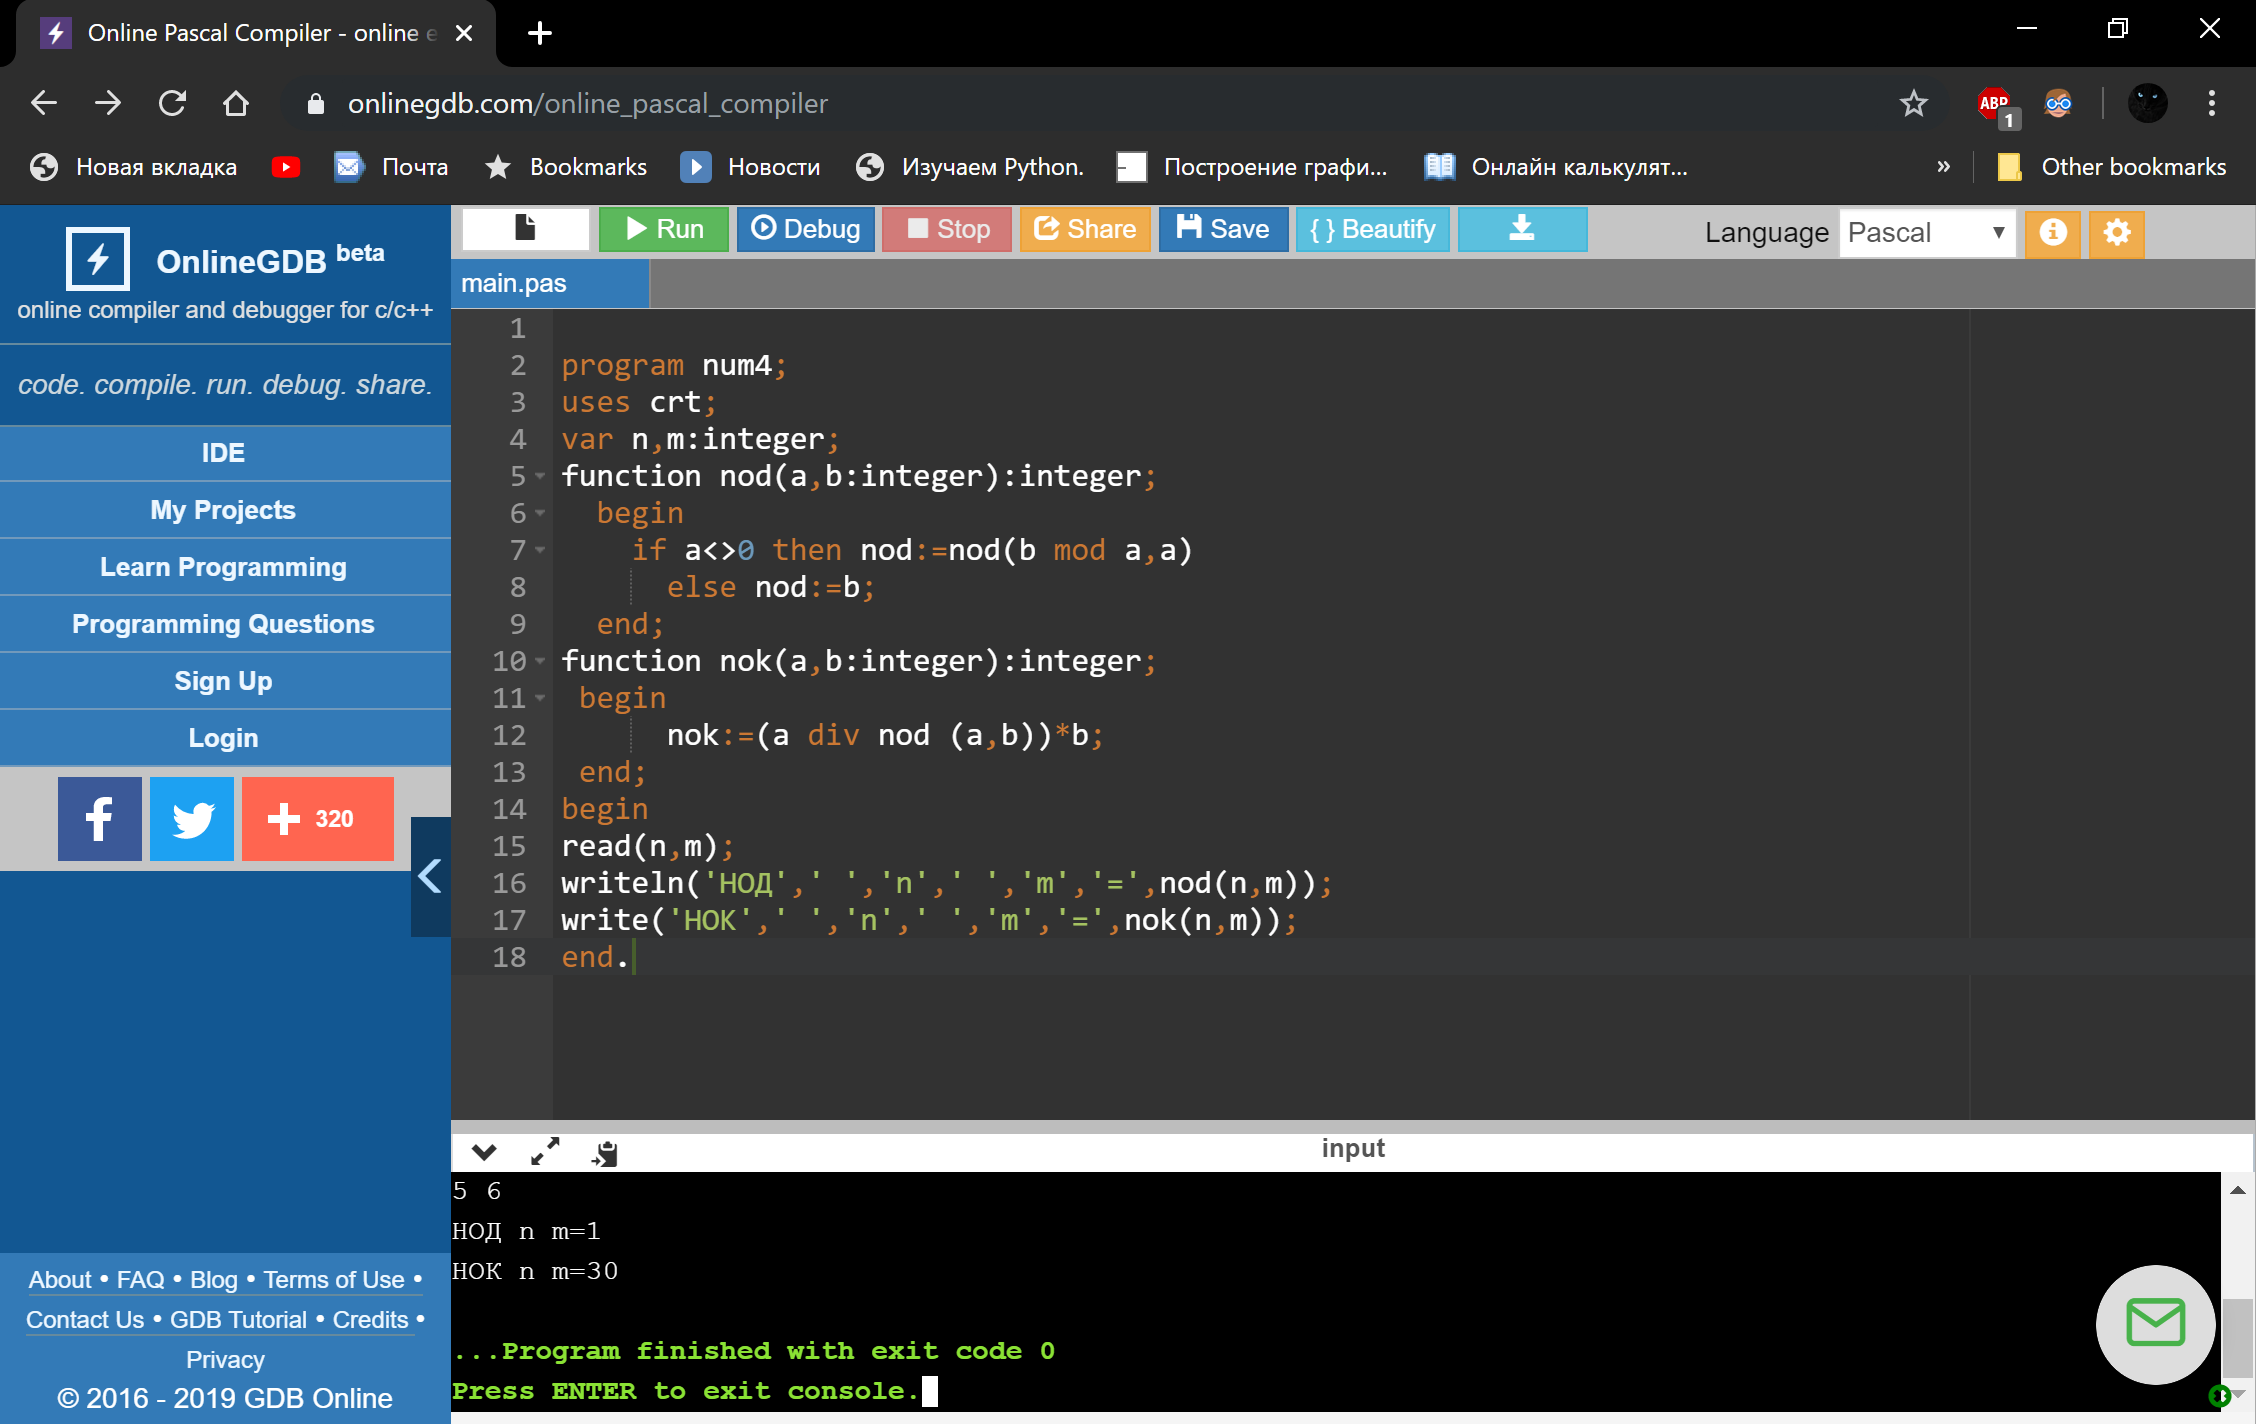 Online Pascal Compiler - online e
onlinegdb.com/online_pascal_compiler
ABP 1
Новая вкладка Почта Bookmarks Новости Изучаем Python. Построение графи... Онлайн калькулят... » Other bookmarks
OnlineGDB beta
online compiler and debugger for c/c++
code. compile. run. debug. share.
IDE
My Projects
Learn Programming
Programming Questions
Sign Up
Login
320
About • FAQ • Blog • Terms of Use •
Contact Us • GDB Tutorial • Credits •
Privacy
© 2016 - 2019 GDB Online
Run Debug Stop Share Save { } Beautify Language Pascal
main.pas
1
2 program num4;
3 uses crt;
4 var n,m:integer;
5 function nod(a,b:integer):integer;
6 begin
7 if a<>0 then nod:=nod(b mod a,a)
8 else nod:=b;
9 end;
10 function nok(a,b:integer):integer;
11 begin
12 nok:=(a div nod (a,b))*b;
13 end;
14 begin
15 read(n,m);
16 writeln('НОД',' ','n',' ','m','=',nod(n,m));
17 write('НОК',' ','n',' ','m','=',nok(n,m));
18 end.
input
5 6
НОД n m=1
НОК n m=30
...Program finished with exit code 0
Press ENTER to exit console.